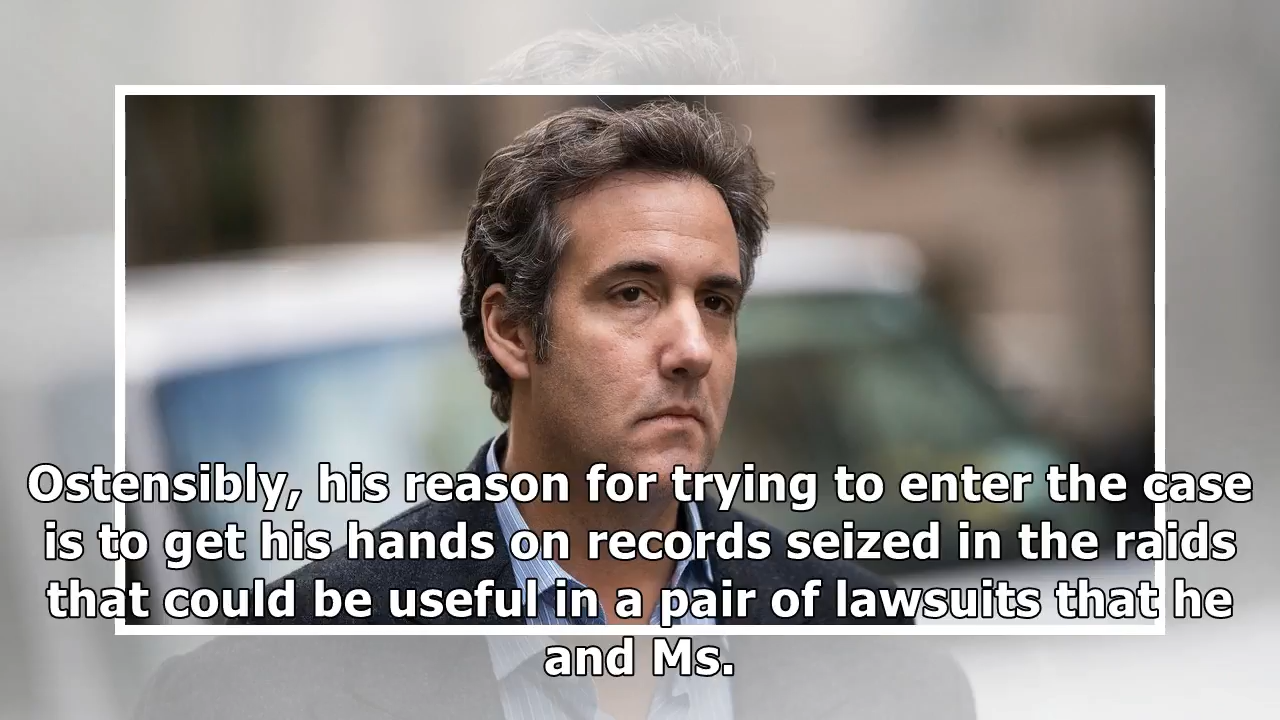 Ostensibly, his reason for trying to enter the case
is to get his hands on records seized in the raids
that could be useful in a pair of lawsuits that he
and Ms.